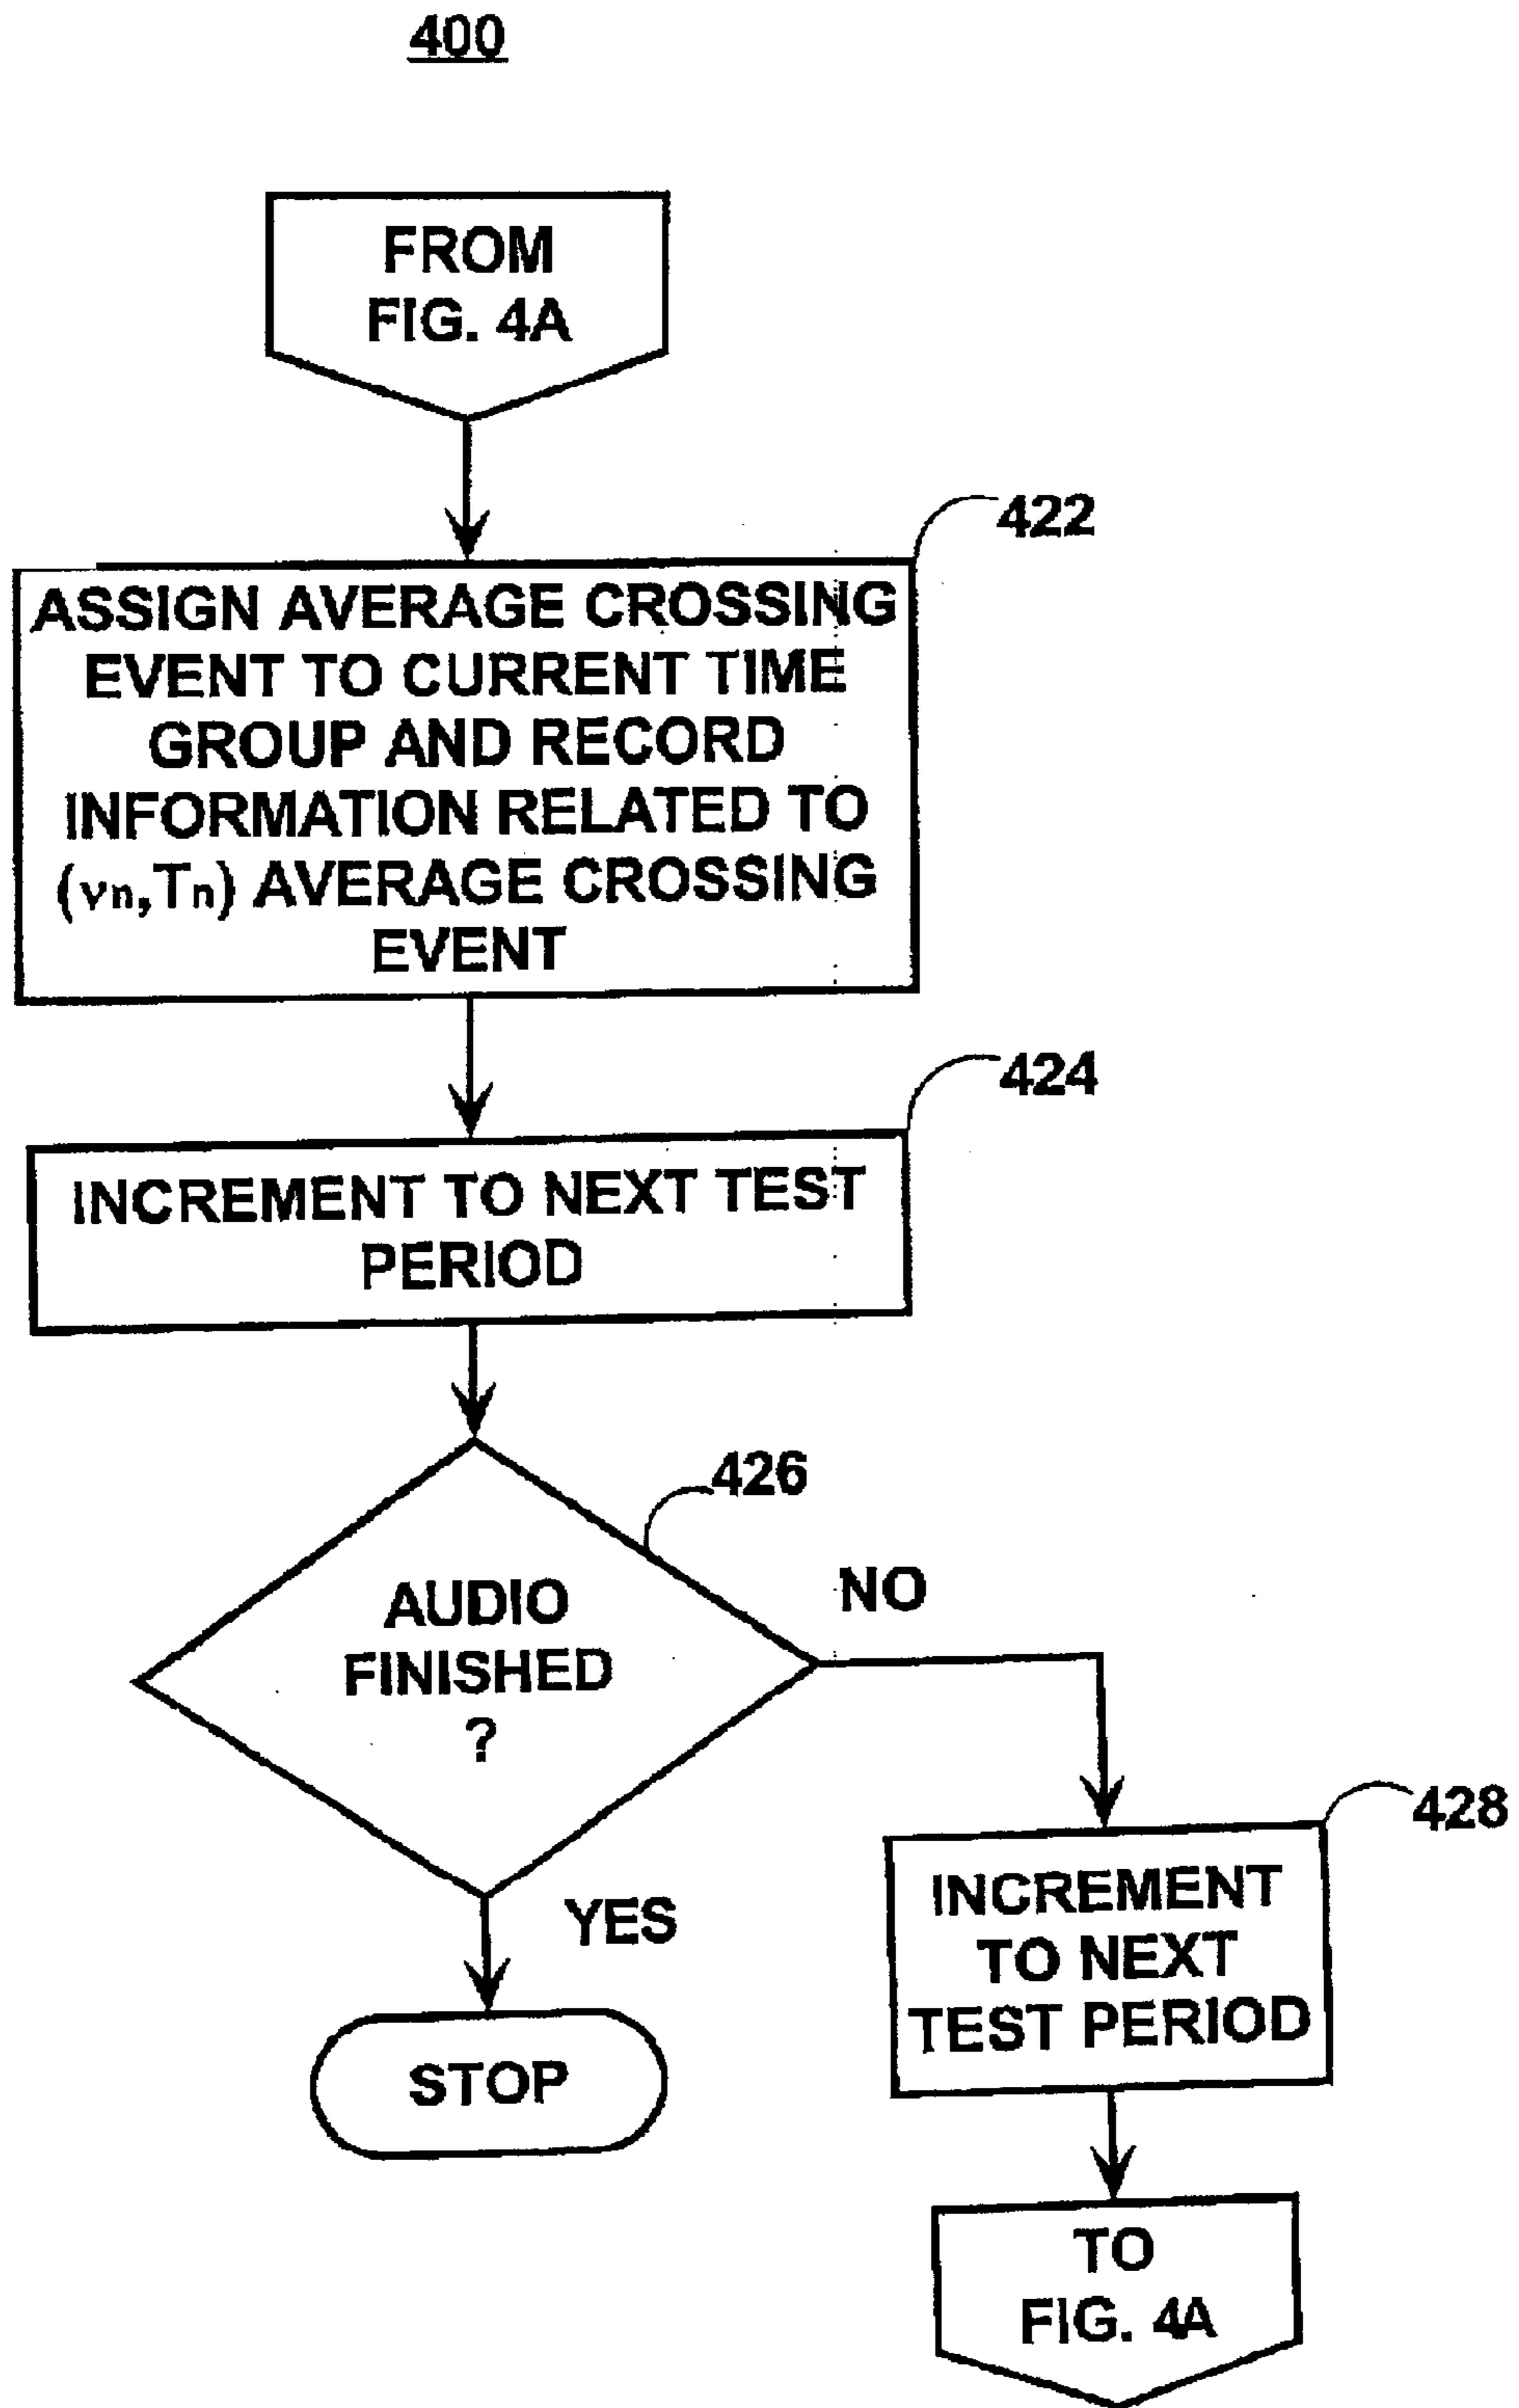 400
FROM
FIG. 4A
422
ASSIGN AVERAGE CROSSING
EVENT TO CURRENT TIME
GROUP AND RECORD
INFORMATION RELATED TO
(νn,Tn) AVERAGE CROSSING
EVENT
424
INCREMENT TO NEXT TEST
PERIOD
426
AUDIO
FINISHED
?
NO
YES
428
INCREMENT
TO NEXT
TEST PERIOD
STOP
TO
FIG. 4A